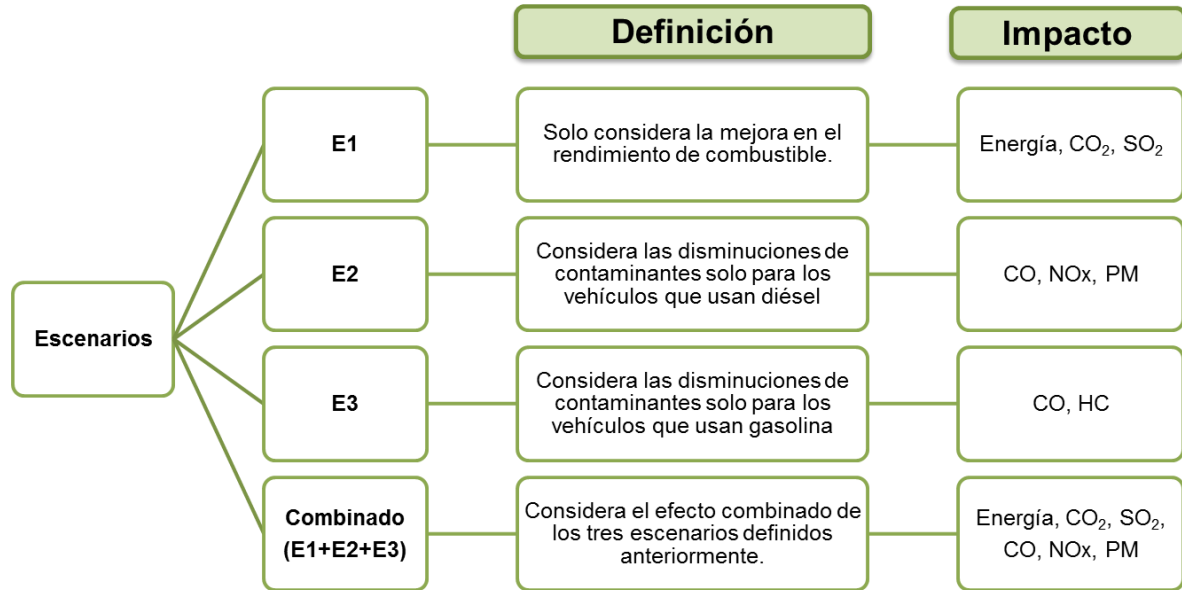 Definición
Impacto
E1
Solo considera la mejora en el
rendimiento de combustible.
Energía, CO₂, SO₂
E2
Considera las disminuciones de
contaminantes solo para los
vehículos que usan diésel
CO, NOx, PM
Escenarios
E3
Considera las disminuciones de
contaminantes solo para los
vehículos que usan gasolina
CO, HC
Combinado
(E1+E2+E3)
Considera el efecto combinado de
los tres escenarios definidos
anteriormente.
Energía, CO₂, SO₂,
CO, NOx, PM